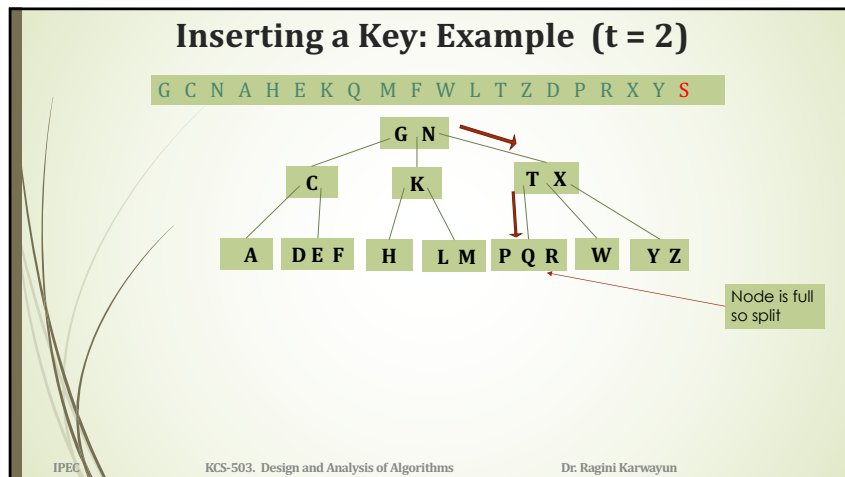 Inserting a Key: Example (t = 2)
G C N A H E K Q M F W L T Z D P R X Y S
G N
C K T X
A D E F H L M P Q R W Y Z
Node is full
so split
IPEC KCS-503. Design and Analysis of Algorithms Dr. Ragini Karwayun